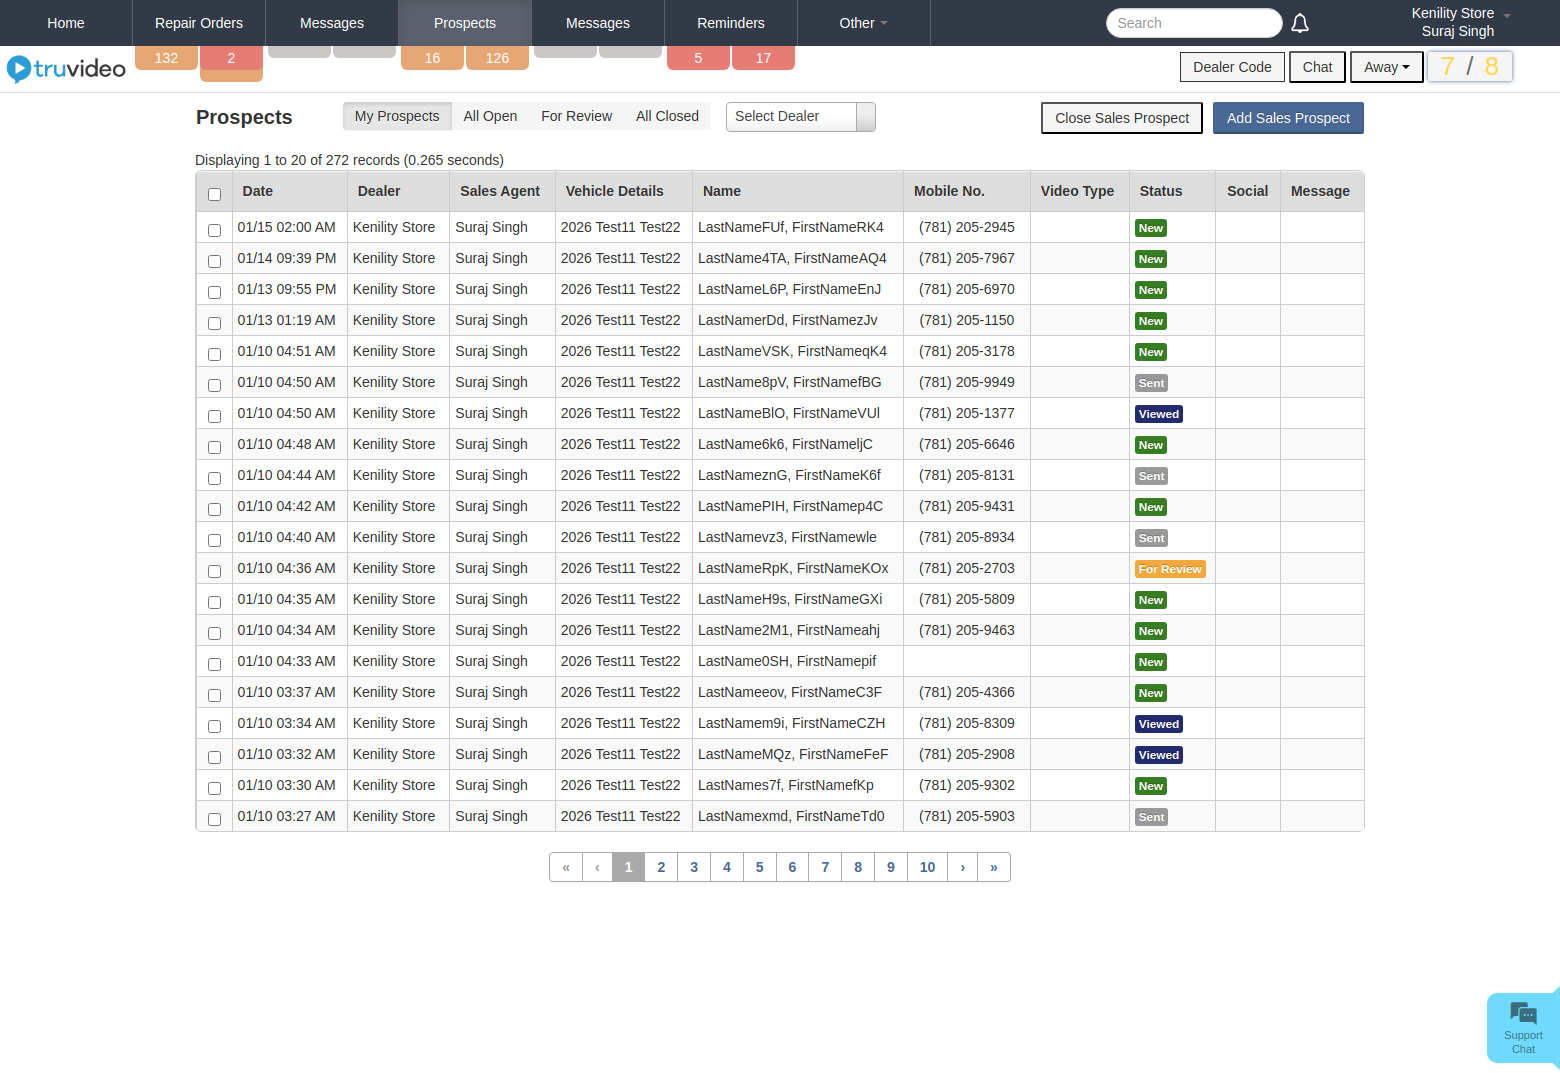 Home Repair Orders Messages Prospects Messages Reminders Other Search Kenility Store
Suraj Singh
truvideo 132 2 16 126 5 17 Dealer Code Chat Away 7 / 8
Prospects My Prospects All Open For Review All Closed Select Dealer Close Sales Prospect Add Sales Prospect
Displaying 1 to 20 of 272 records (0.265 seconds)
Date Dealer Sales Agent Vehicle Details Name Mobile No. Video Type Status Social Message
01/15 02:00 AM Kenility Store Suraj Singh 2026 Test11 Test22 LastNameFUf, FirstNameRK4 (781) 205-2945 New
01/14 09:39 PM Kenility Store Suraj Singh 2026 Test11 Test22 LastName4TA, FirstNameAQ4 (781) 205-7967 New
01/13 09:55 PM Kenility Store Suraj Singh 2026 Test11 Test22 LastNameL6P, FirstNameEnJ (781) 205-6970 New
01/13 01:19 AM Kenility Store Suraj Singh 2026 Test11 Test22 LastNamerDd, FirstNamezJv (781) 205-1150 New
01/10 04:51 AM Kenility Store Suraj Singh 2026 Test11 Test22 LastNameVSK, FirstNameqK4 (781) 205-3178 New
01/10 04:50 AM Kenility Store Suraj Singh 2026 Test11 Test22 LastName8pV, FirstNamefBG (781) 205-9949 Sent
01/10 04:50 AM Kenility Store Suraj Singh 2026 Test11 Test22 LastNameBlO, FirstNameVUl (781) 205-1377 Viewed
01/10 04:48 AM Kenility Store Suraj Singh 2026 Test11 Test22 LastName6k6, FirstNameljC (781) 205-6646 New
01/10 04:44 AM Kenility Store Suraj Singh 2026 Test11 Test22 LastNameznG, FirstNameK6f (781) 205-8131 Sent
01/10 04:42 AM Kenility Store Suraj Singh 2026 Test11 Test22 LastNamePIH, FirstNamep4C (781) 205-9431 New
01/10 04:40 AM Kenility Store Suraj Singh 2026 Test11 Test22 LastNamevz3, FirstNamewle (781) 205-8934 Sent
01/10 04:36 AM Kenility Store Suraj Singh 2026 Test11 Test22 LastNameRpK, FirstNameKOx (781) 205-2703 For Review
01/10 04:35 AM Kenility Store Suraj Singh 2026 Test11 Test22 LastNameH9s, FirstNameGXi (781) 205-5809 New
01/10 04:34 AM Kenility Store Suraj Singh 2026 Test11 Test22 LastName2M1, FirstNameahj (781) 205-9463 New
01/10 04:33 AM Kenility Store Suraj Singh 2026 Test11 Test22 LastName0SH, FirstNamepif New
01/10 03:37 AM Kenility Store Suraj Singh 2026 Test11 Test22 LastNameeov, FirstNameC3F (781) 205-4366 New
01/10 03:34 AM Kenility Store Suraj Singh 2026 Test11 Test22 LastNamem9i, FirstNameCZH (781) 205-8309 Viewed
01/10 03:32 AM Kenility Store Suraj Singh 2026 Test11 Test22 LastNameMQz, FirstNameFeF (781) 205-2908 Viewed
01/10 03:30 AM Kenility Store Suraj Singh 2026 Test11 Test22 LastNames7f, FirstNamefKp (781) 205-9302 New
01/10 03:27 AM Kenility Store Suraj Singh 2026 Test11 Test22 LastNamexmd, FirstNameTd0 (781) 205-5903 Sent
« ‹ 1 2 3 4 5 6 7 8 9 10 › »
Support
Chat